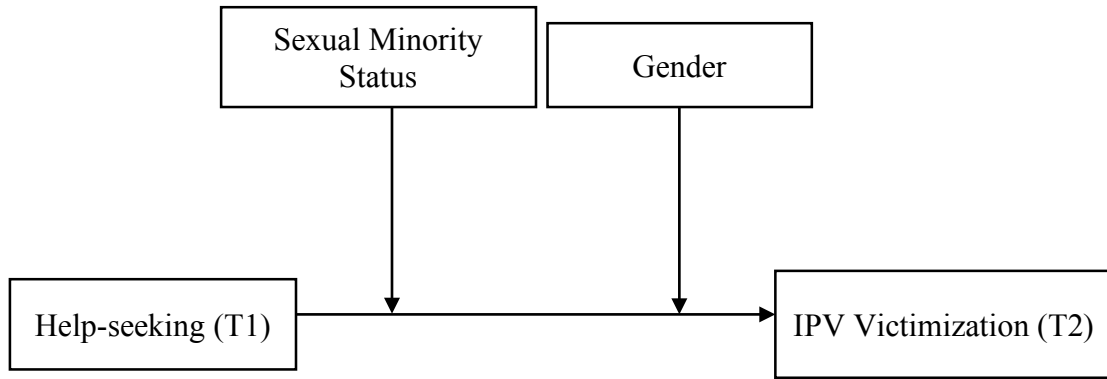 Sexual Minority
Status
Gender
Help-seeking (T1)
IPV Victimization (T2)